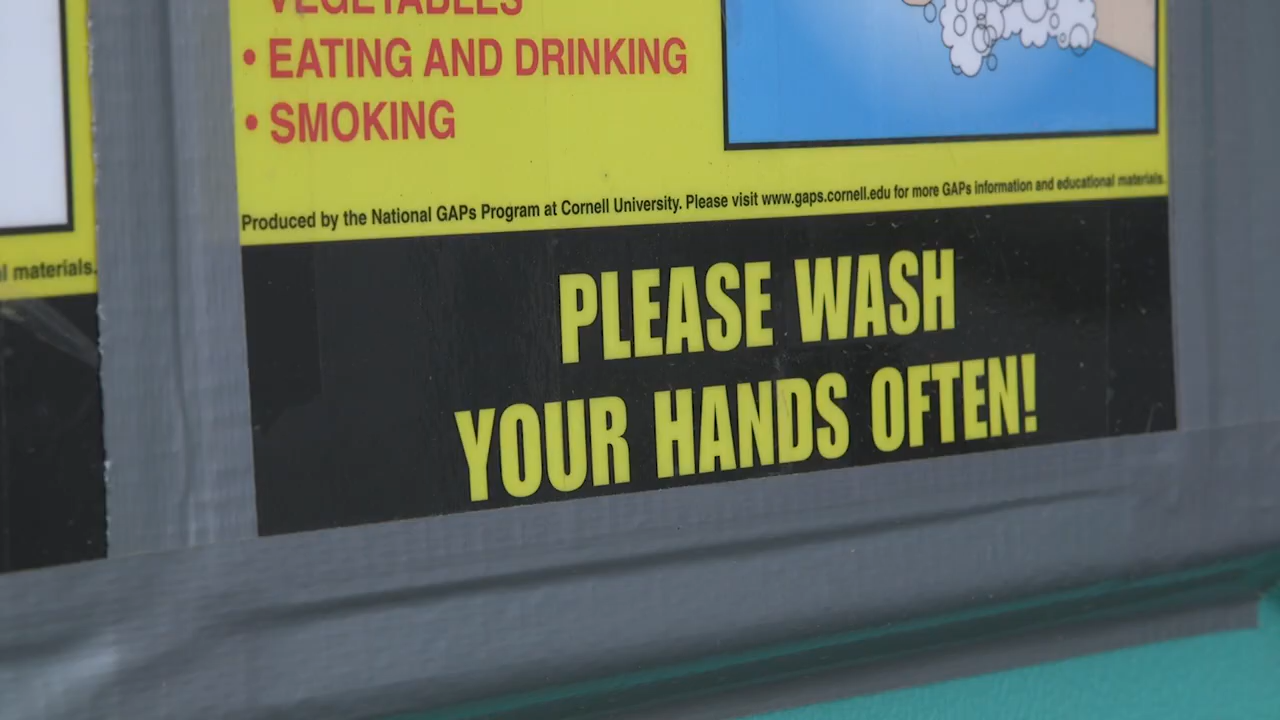 VEGETABLES
• EATING AND DRINKING
• SMOKING
Produced by the National GAPs Program at Cornell University. Please visit www.gaps.cornell.edu for more GAPs information and educational materials.
l materials.
PLEASE WASH
YOUR HANDS OFTEN!